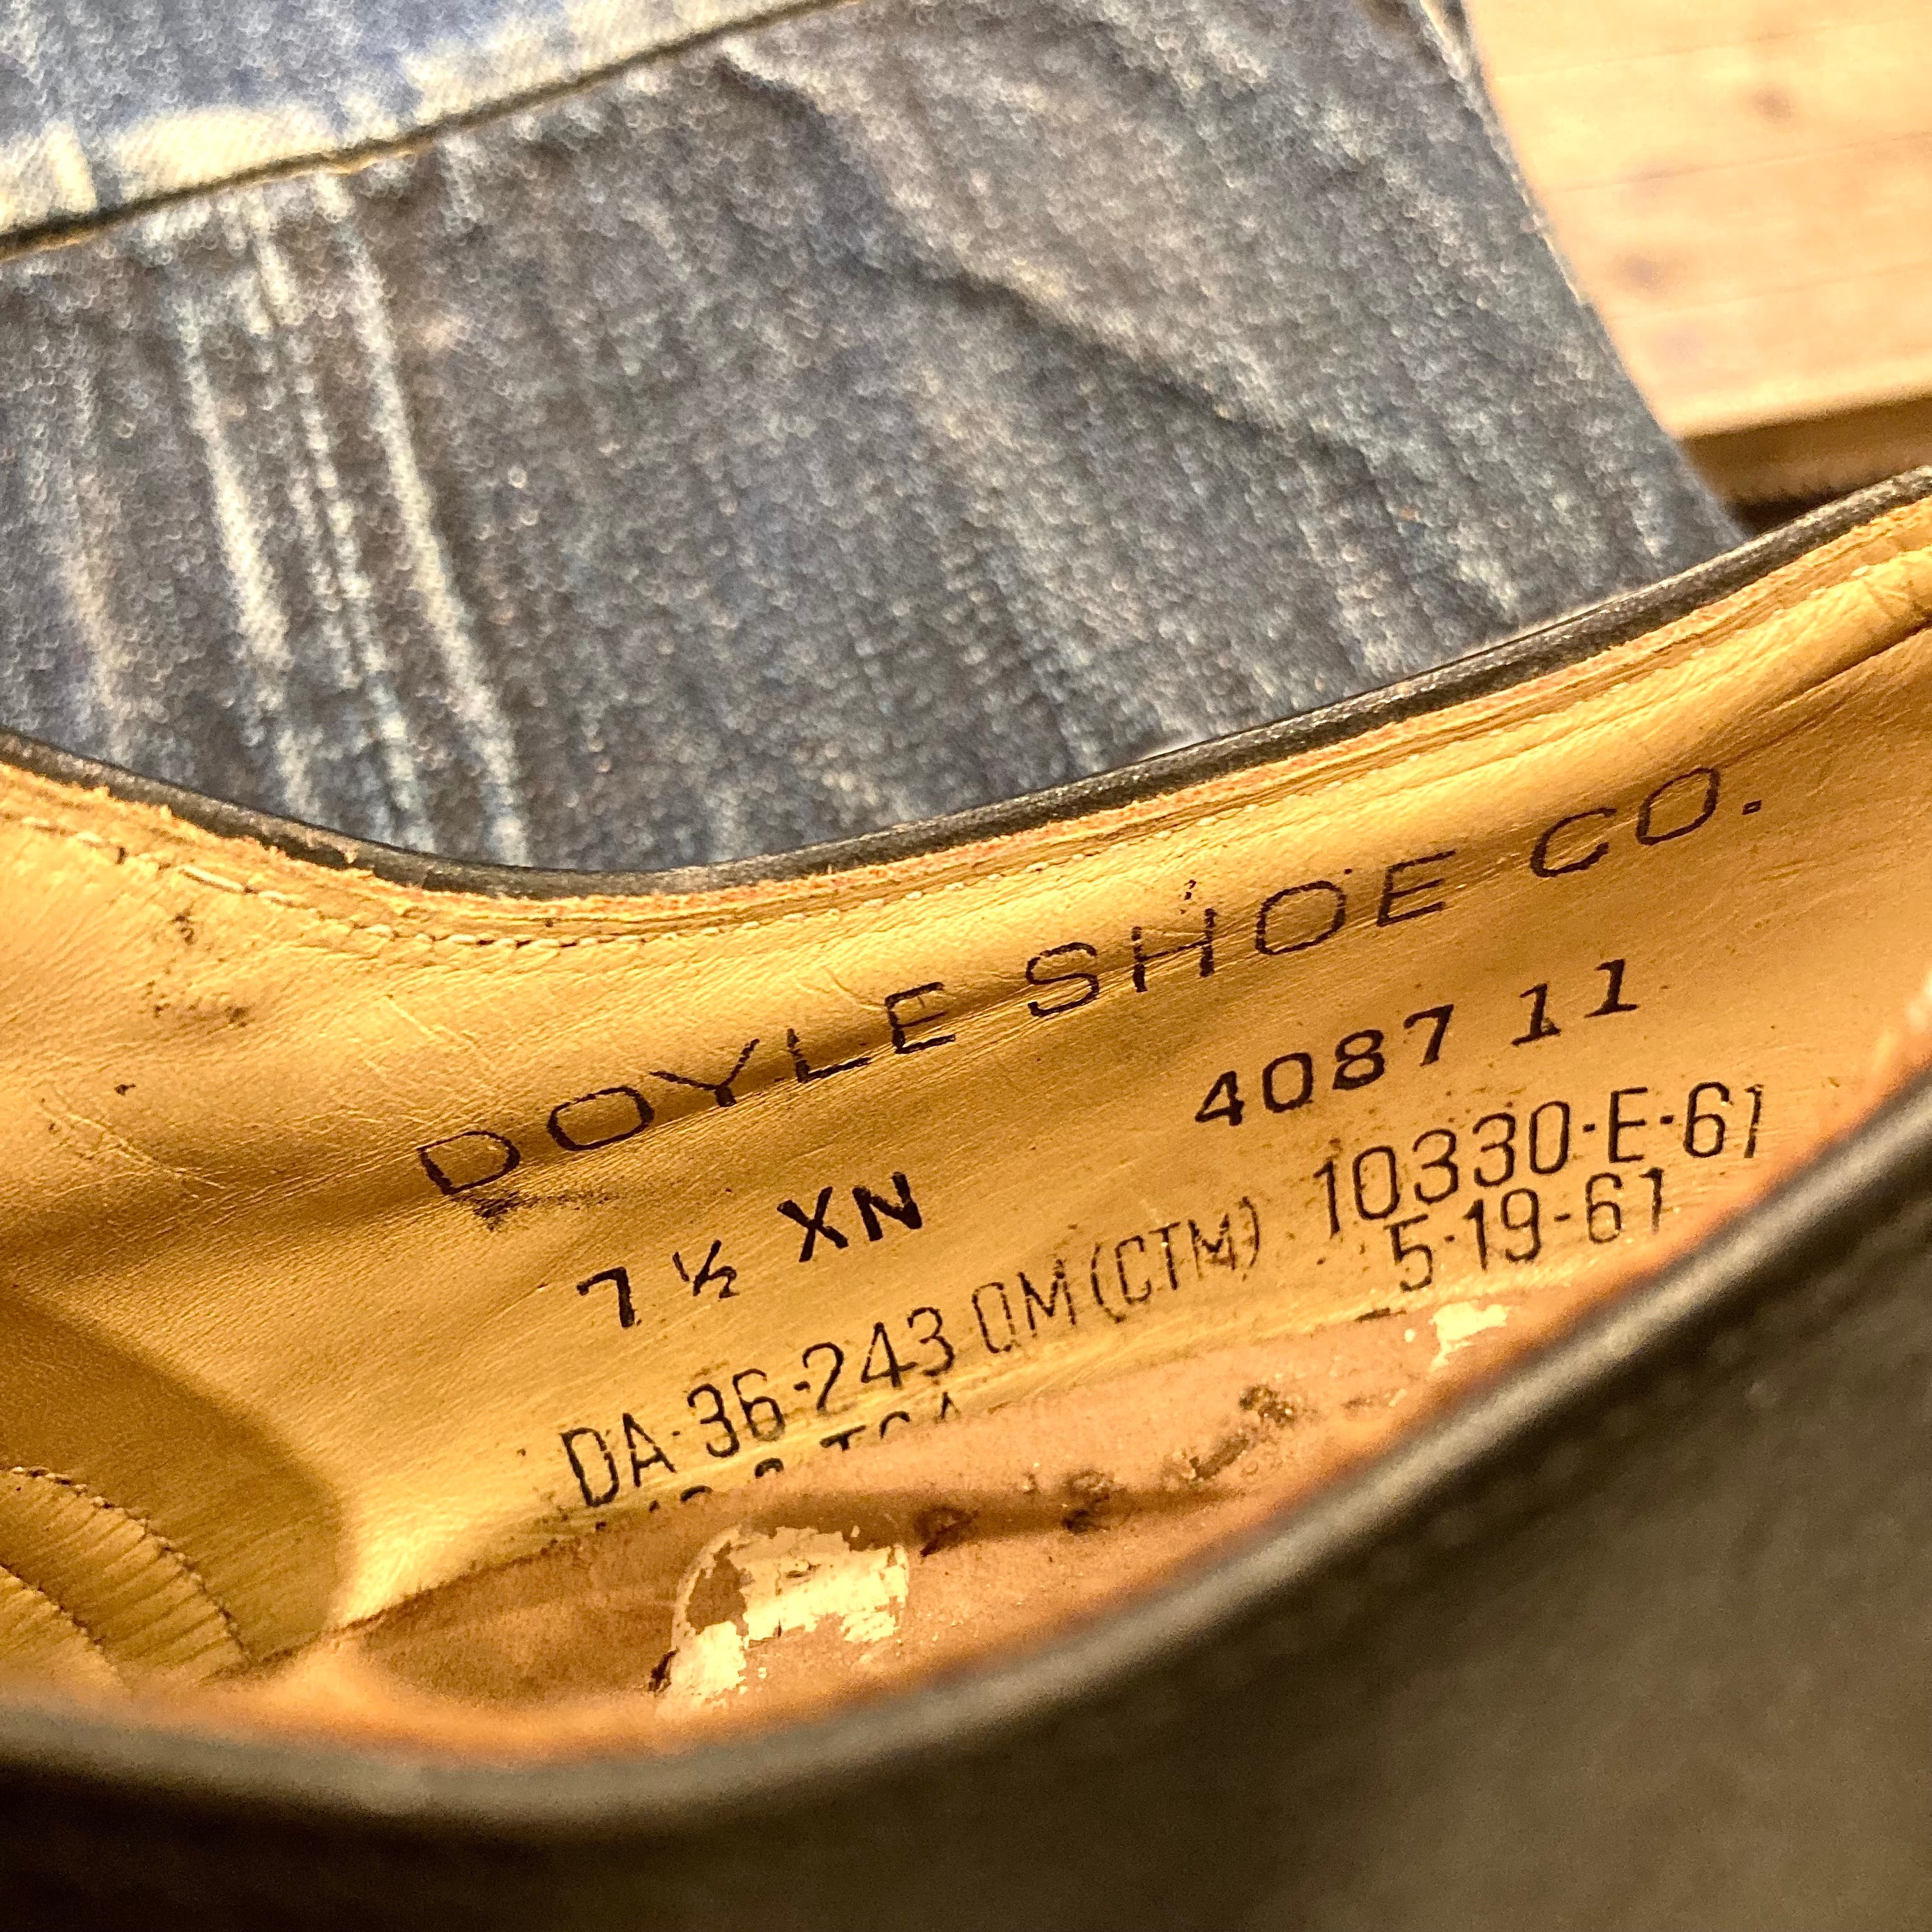 DOYLE SHOE CO.
7 ½ XN 4087 11
DA-36-243 QM(CTM) 10330-E-61
5-19-61